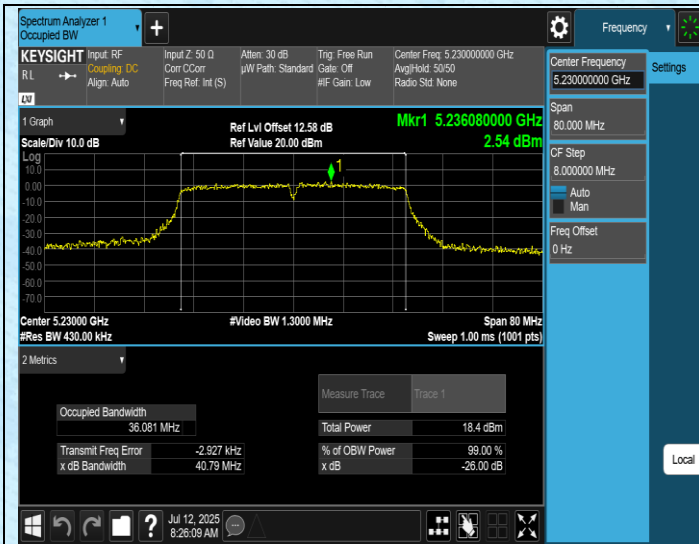 Spectrum Analyzer 1
Occupied BW
Frequency
KEYSIGHT
RL
LXI
Input: RF
Coupling: DC
Align: Auto
Input Z: 50 Ω
Corr CCorr
Freq Ref: Int (S)
Atten: 30 dB
µW Path: Standard
Trig: Free Run
Gate: Off
#IF Gain: Low
Center Freq: 5.230000000 GHz
Avg|Hold: 50/50
Radio Std: None
Center Frequency
5.230000000 GHz
Settings
Span
80.000 MHz
CF Step
8.000000 MHz
Auto
Man
Freq Offset
0 Hz
Local
1 Graph
Scale/Div 10.0 dB
Ref Lvl Offset 12.58 dB
Ref Value 20.00 dBm
Mkr1 5.236080000 GHz
2.54 dBm
Log
10.0
0.00
-10.0
-20.0
-30.0
-40.0
-50.0
-60.0
-70.0
1
Center 5.23000 GHz
#Res BW 430.00 kHz
#Video BW 1.3000 MHz
Span 80 MHz
Sweep 1.00 ms (1001 pts)
2 Metrics
Measure Trace Trace 1
Occupied Bandwidth
36.081 MHz
Total Power 18.4 dBm
Transmit Freq Error -2.927 kHz
% of OBW Power 99.00 %
x dB Bandwidth 40.79 MHz
x dB -26.00 dB
Jul 12, 2025
8:26:09 AM